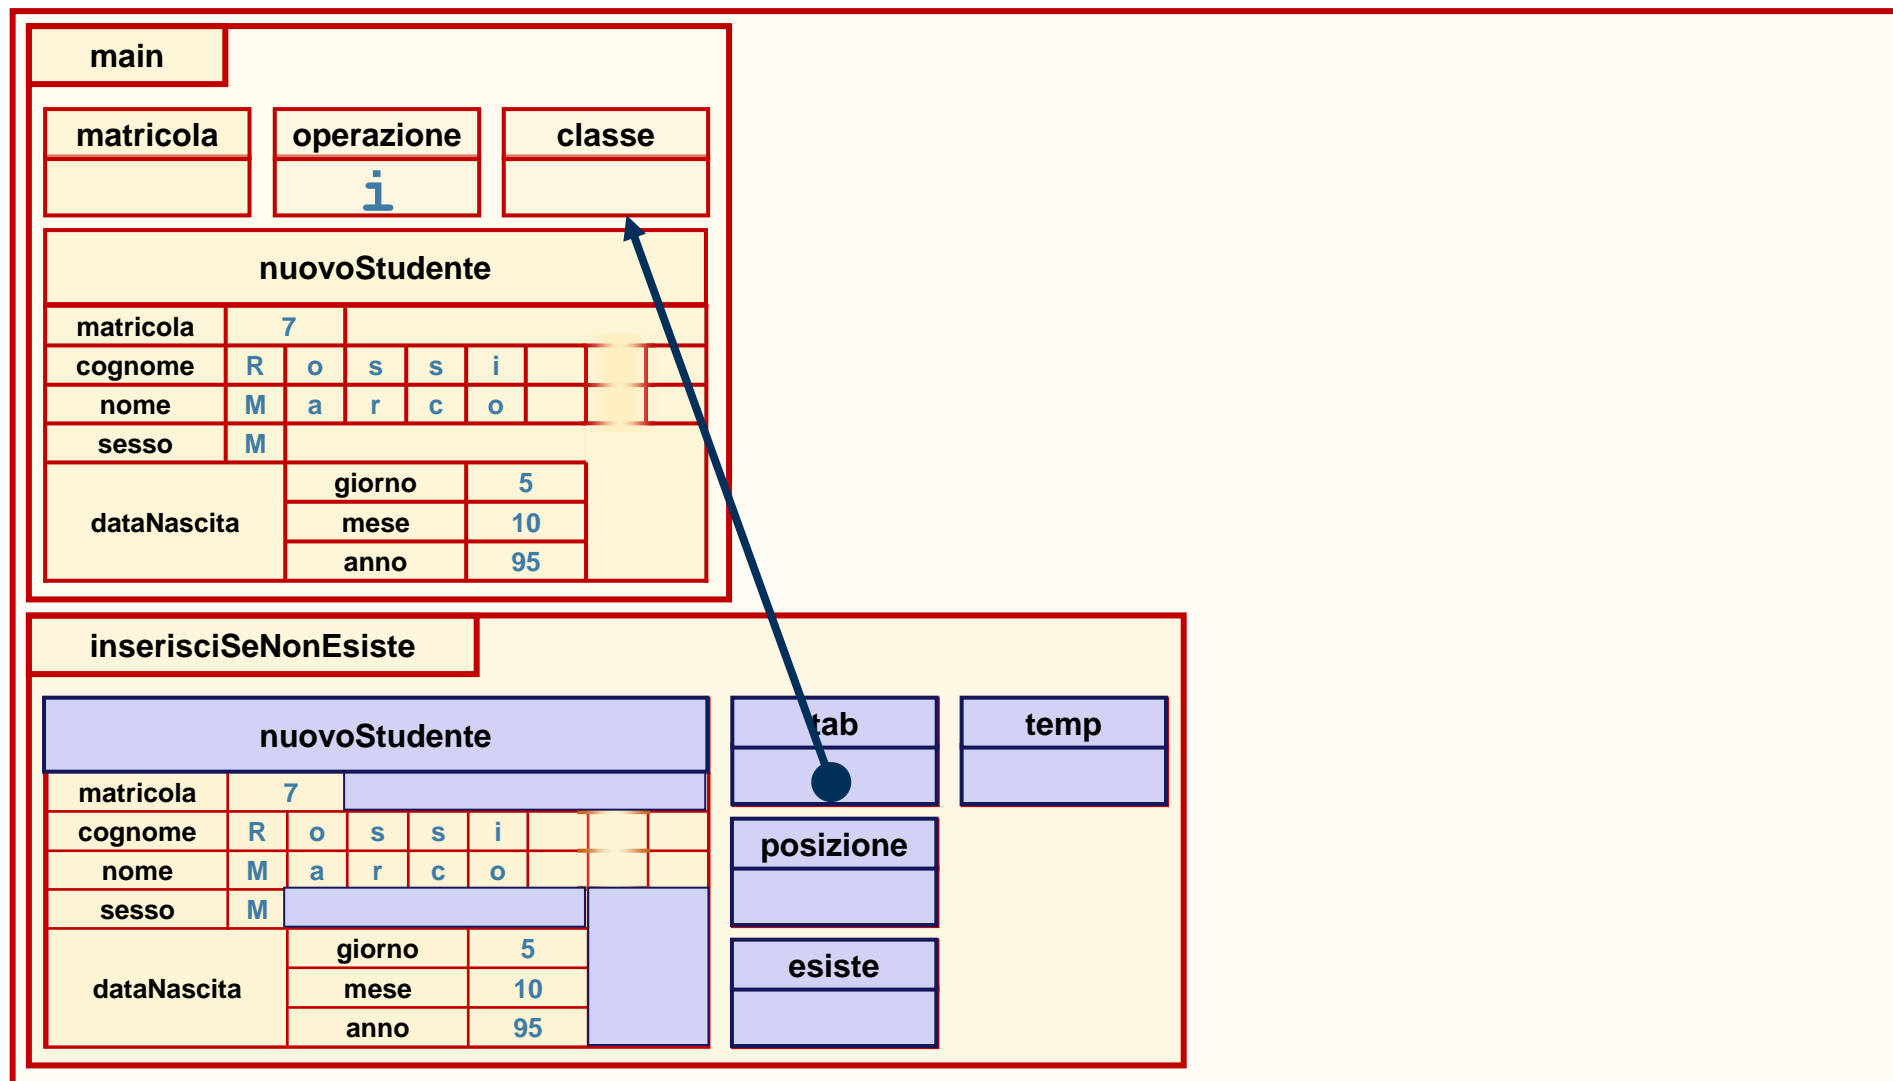 main
matricola operazione classe
i
nuovoStudente
matricola 7
cognome R o s s i
nome M a r c o
sesso M
giorno 5
dataNascita mese 10
anno 95
inserisciSeNonEsiste
nuovoStudente tab temp
matricola 7
cognome R o s s i posizione
nome M a r c o
sesso M
giorno 5 esiste
dataNascita mese 10
anno 95